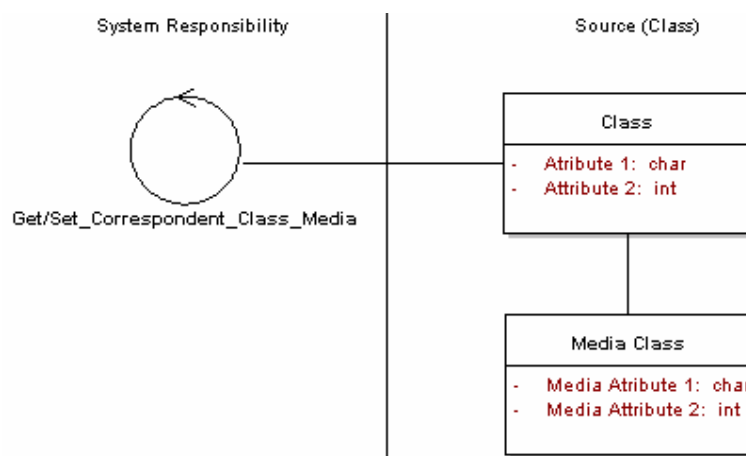 System Responsibility
Source (Class)
Class
- Atribute 1: char
- Attribute 2: int
Get/Set_Correspondent_Class_Media
Media Class
- Media Atribute 1: char
- Media Attribute 2: int